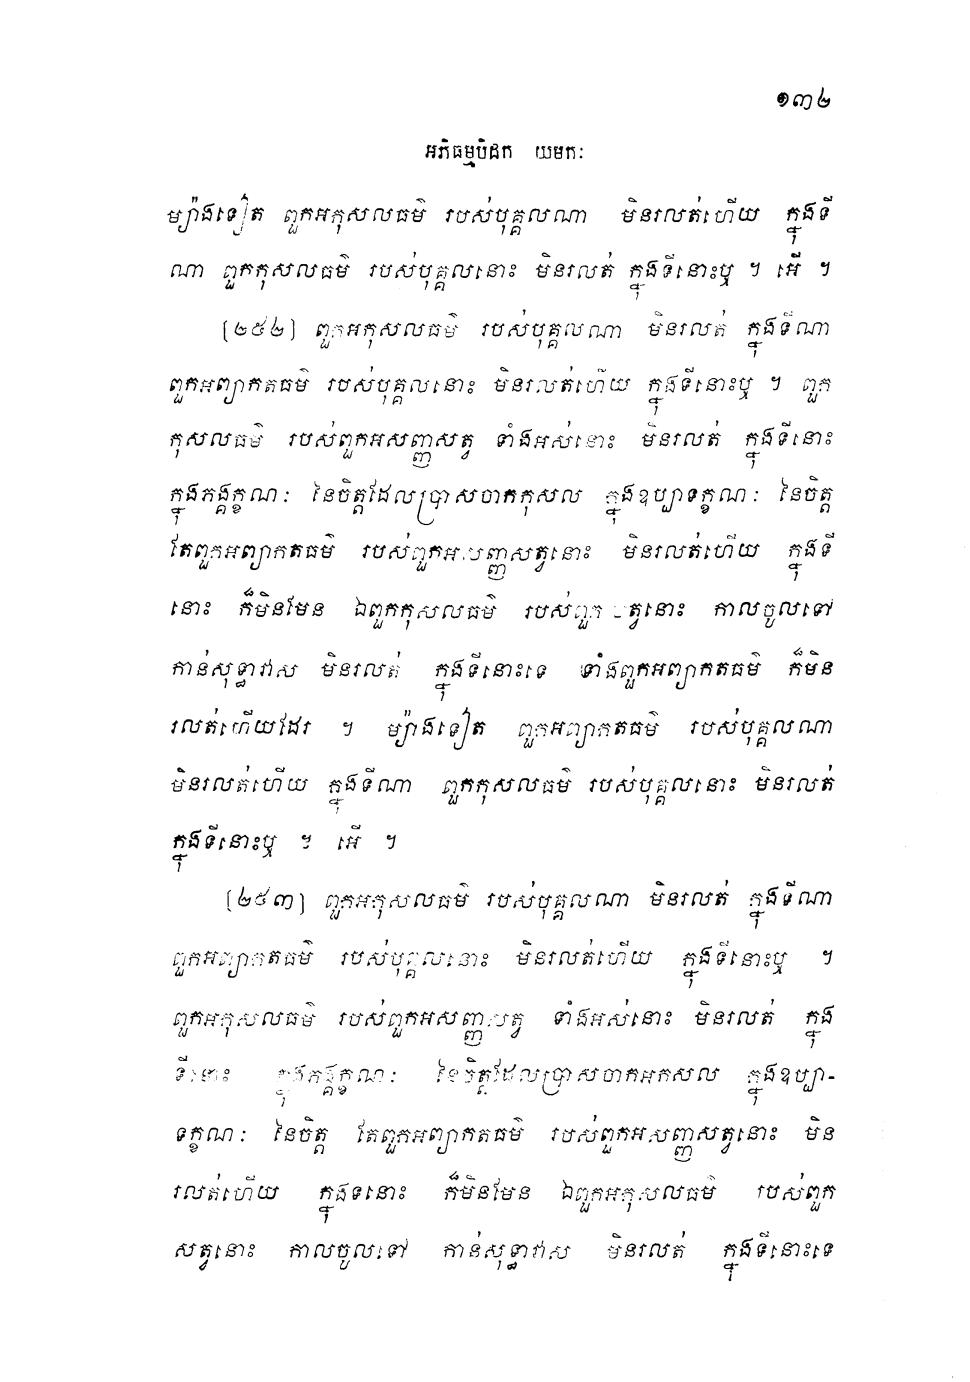 ១៣២
អភិធម្មបិដក យមកៈ
ម្យ៉ាងទៀត ពួកអកុសលធម៌ របស់បុគ្គលណា មិនរលត់ហើយ ក្នុងទី
ណា ពួកកុសលធម៌ របស់បុគ្គលនោះ មិនរលត់ ក្នុងទីនោះឬ ។ អើ ។
(២៥២) ពួកអកុសលធម៌ របស់បុគ្គលណា មិនរលត់ ក្នុងទីណា
ពួកអព្យាកតធម៌ របស់បុគ្គលនោះ មិនរលត់ហើយ ក្នុងទីនោះឬ ។ ពួក
កុសលធម៌ របស់ពួកអសញ្ញសត្វ ទាំងអស់នោះ មិនរលត់ ក្នុងទីនោះ
ក្នុងភង្គក្ខណៈ នៃចិត្តដែលប្រាសចាកកុសល ក្នុងឧប្បាទក្ខណៈ នៃចិត្ត
តែពួកអព្យាកតធម៌ របស់ពួកអសញ្ញសត្វនោះ មិនរលត់ហើយ ក្នុងទី
នោះ ក៏មិនមែន ឯពួកកុសលធម៌ របស់ពួកសត្វនោះ កាលចូលទៅ
កាន់សុទ្ធាវាស មិនរលត់ ក្នុងទីនោះទេ ទាំងពួកអព្យាកតធម៌ ក៏មិន
រលត់ហើយដែរ ។ ម្យ៉ាងទៀត ពួកអព្យាកតធម៌ របស់បុគ្គលណា
មិនរលត់ហើយ ក្នុងទីណា ពួកកុសលធម៌ របស់បុគ្គលនោះ មិនរលត់
ក្នុងទីនោះឬ ។ អើ ។
(២៥៣) ពួកអកុសលធម៌ របស់បុគ្គលណា មិនរលត់ ក្នុងទីណា
ពួកអព្យាកតធម៌ របស់បុគ្គលនោះ មិនរលត់ហើយ ក្នុងទីនោះឬ ។
ពួកអកុសលធម៌ របស់ពួកអសញ្ញសត្វ ទាំងអស់នោះ មិនរលត់ ក្នុង
ទីនោះ ក្នុងភង្គក្ខណៈ នៃចិត្តដែលប្រាសចាកអកុសល ក្នុងឧប្បា-
ទក្ខណៈ នៃចិត្ត តែពួកអព្យាកតធម៌ របស់ពួកអសញ្ញសត្វនោះ មិន
រលត់ហើយ ក្នុងទីនោះ ក៏មិនមែន ឯពួកអកុសលធម៌ របស់ពួក
សត្វនោះ កាលចូលទៅ កាន់សុទ្ធាវាស មិនរលត់ ក្នុងទីនោះទេ